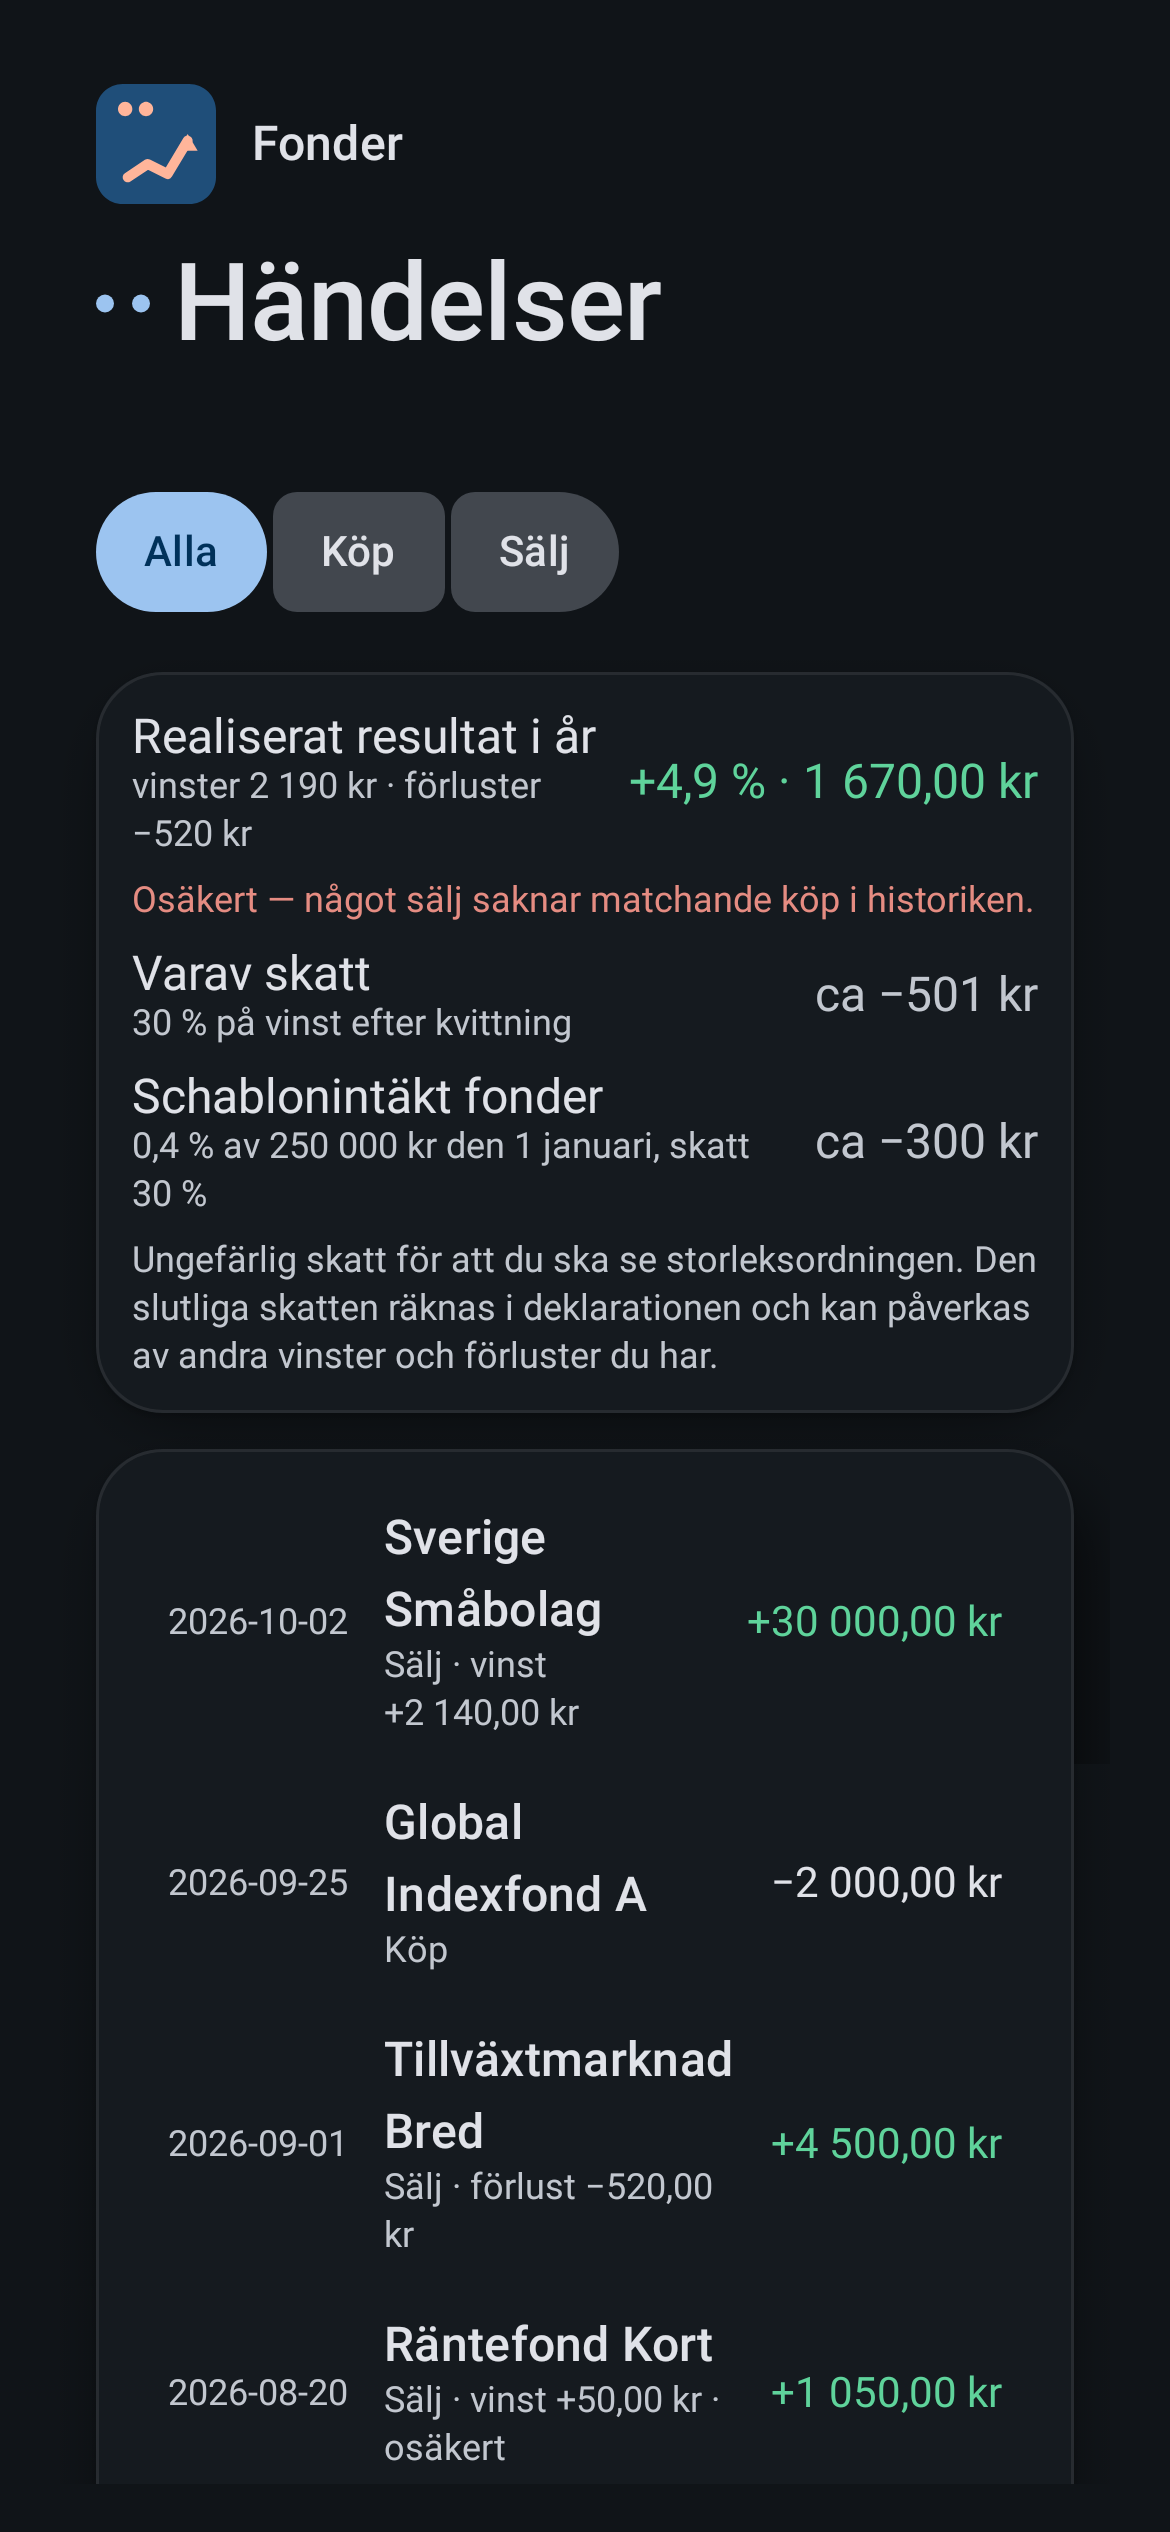 Fonder
Händelser
Alla
Köp
Sälj
Realiserat resultat i år
vinster 2 190 kr · förluster
−520 kr
+4,9 % · 1 670,00 kr
Osäkert — något sälj saknar matchande köp i historiken.
Varav skatt
30 % på vinst efter kvittning
ca −501 kr
Schablonintäkt fonder
0,4 % av 250 000 kr den 1 januari, skatt
30 %
ca −300 kr
Ungefärlig skatt för att du ska se storleksordningen. Den
slutliga skatten räknas i deklarationen och kan påverkas
av andra vinster och förluster du har.
2026-10-02
Sverige
Småbolag
Sälj · vinst
+2 140,00 kr
+30 000,00 kr
2026-09-25
Global
Indexfond A
Köp
−2 000,00 kr
2026-09-01
Tillväxtmarknad
Bred
Sälj · förlust −520,00
kr
+4 500,00 kr
2026-08-20
Räntefond Kort
Sälj · vinst +50,00 kr ·
osäkert
+1 050,00 kr